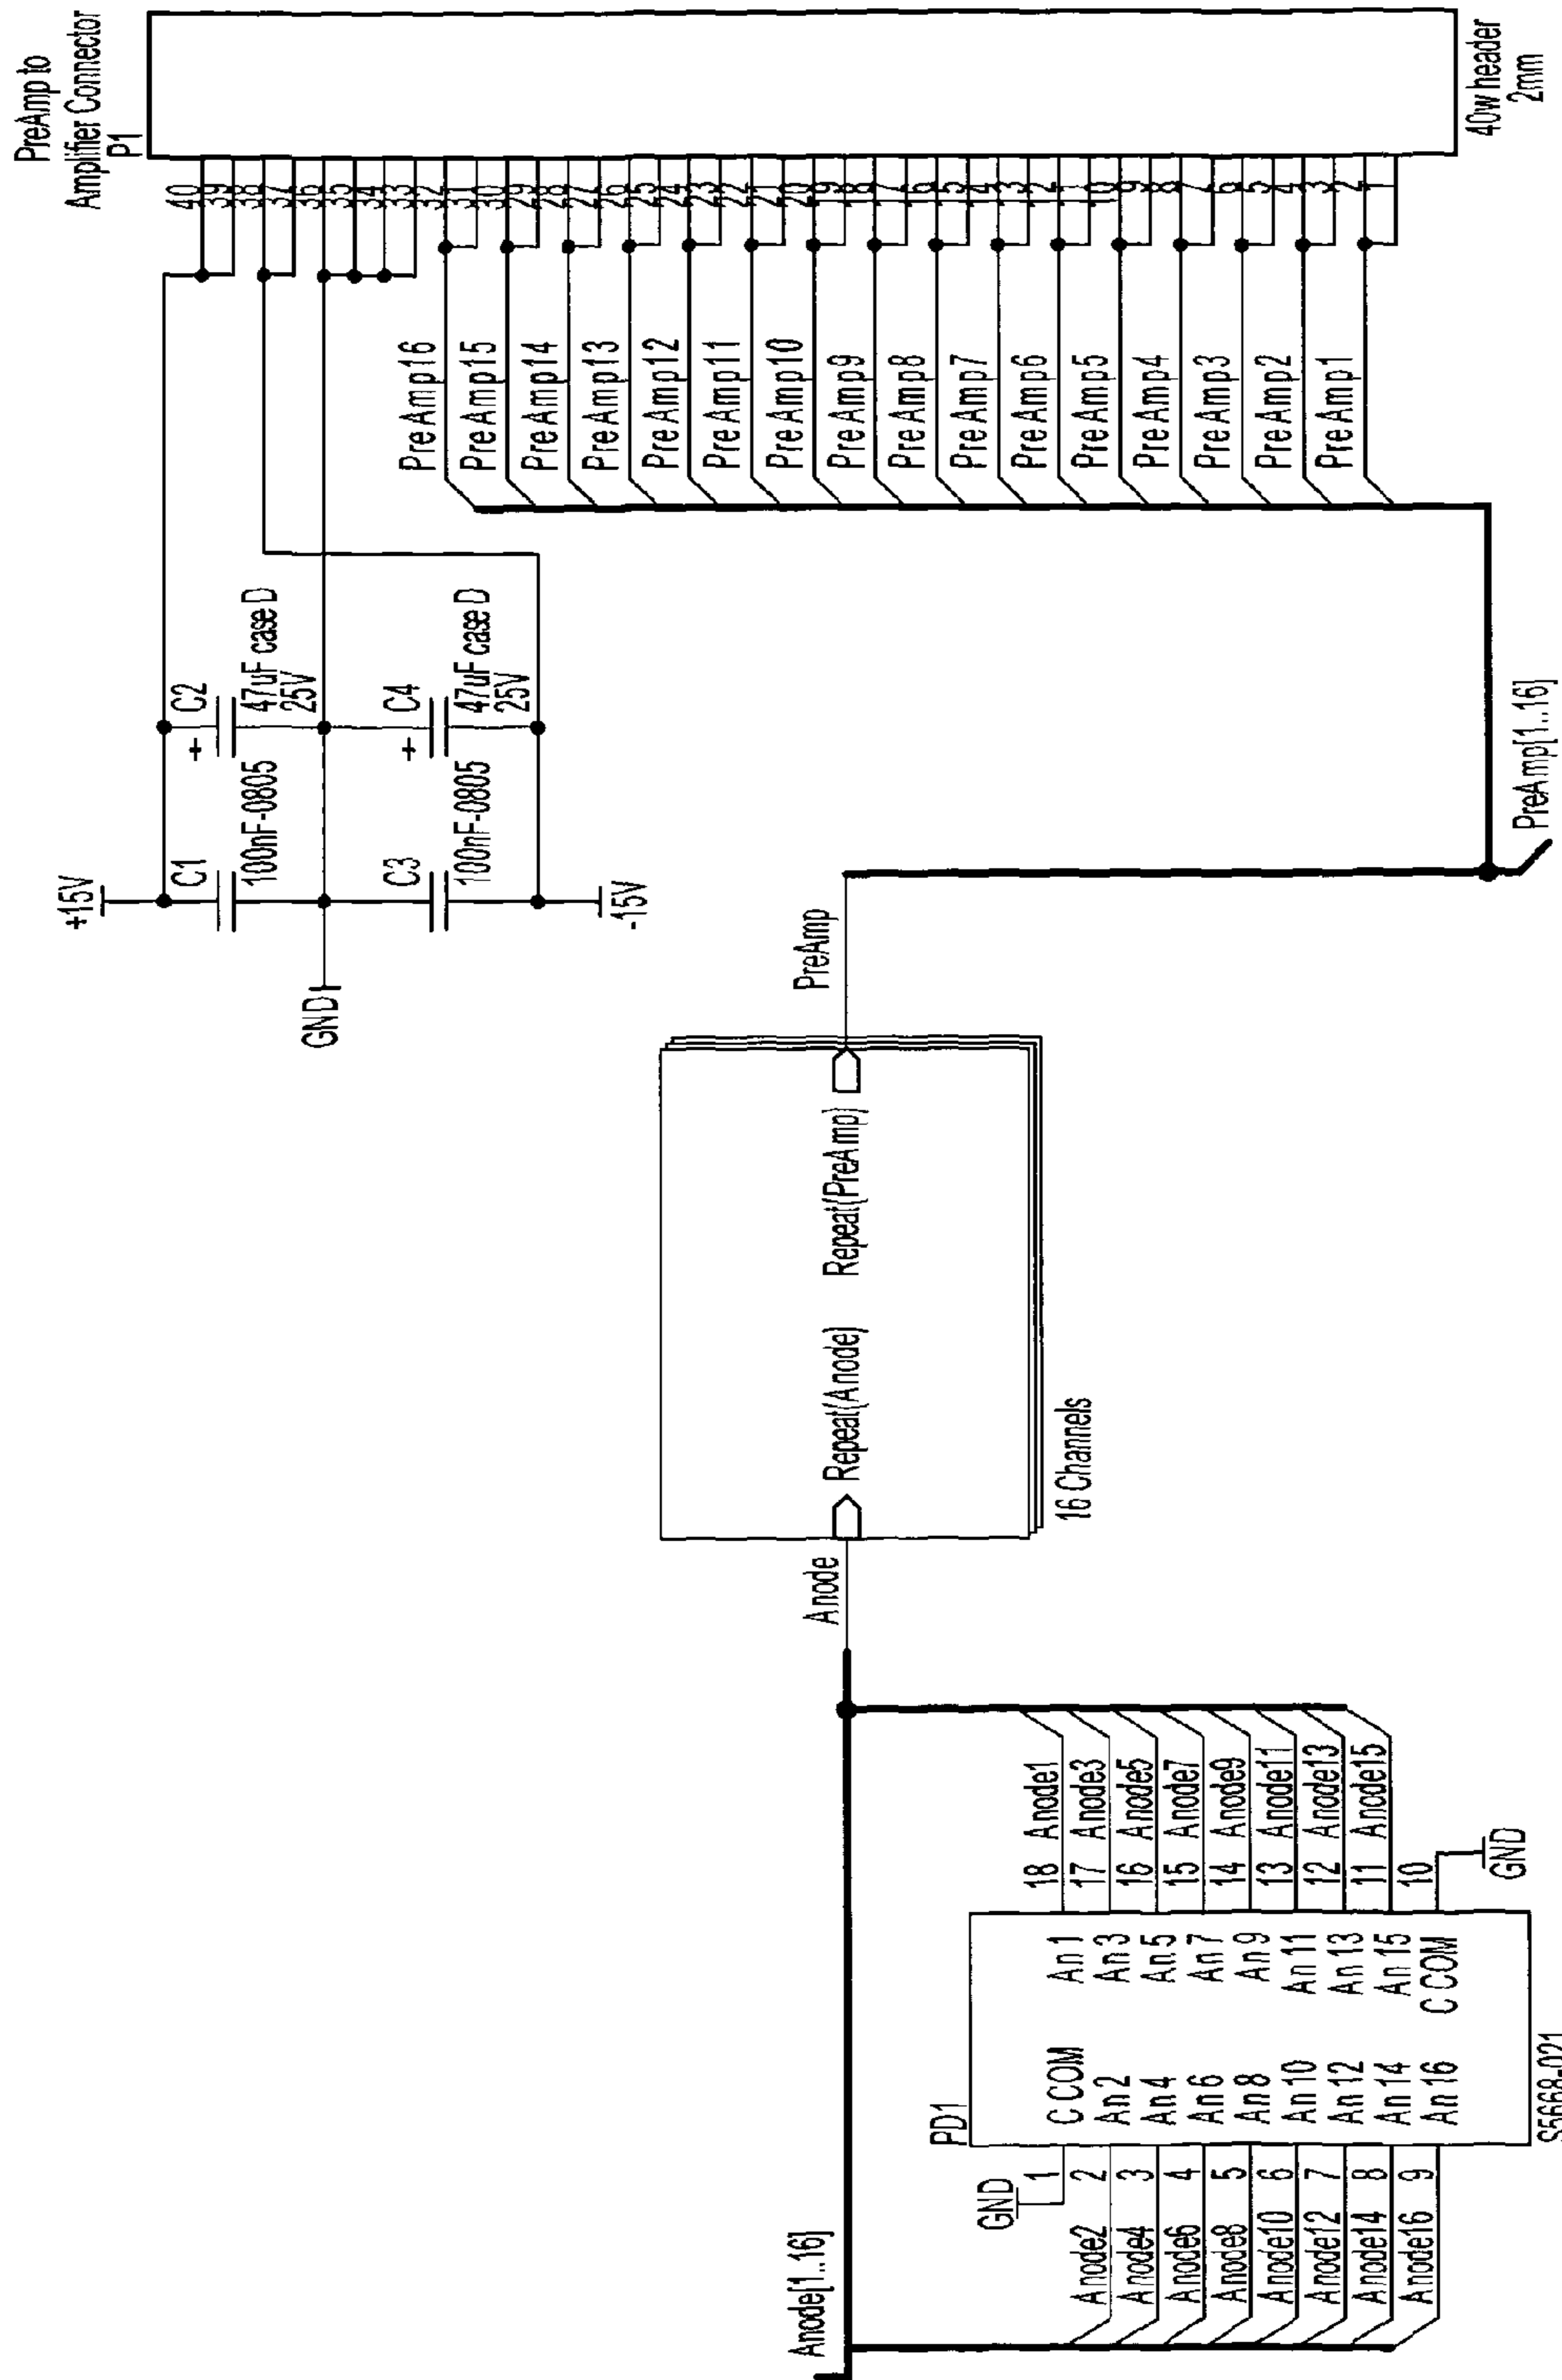 PreAmp to
Amplifier Connector
P1
40
39
38
37
36
35
34
33
32
31
30
29
28
27
26
25
24
23
22
21
20
19
18
17
16
15
14
13
12
11
10
9
8
7
6
5
4
3
2
1
40w header
2mm
PreAmp16
PreAmp15
PreAmp14
PreAmp13
PreAmp12
PreAmp11
PreAmp10
PreAmp9
PreAmp8
PreAmp7
PreAmp6
PreAmp5
PreAmp4
PreAmp3
PreAmp2
PreAmp1
+15V
C1
100nF-0805
+ C2
47uF case D
25V
GND
C3
100nF-0805
+ C4
47uF case D
25V
-15V
PreAmp
PreAmp[1..16]
Repeat(Anode) Repeat(PreAmp)
16 Channels
Anode
Anode[1..16]
PD1
GND
1 C COM An 1 18 Anode1
Anode2 2 An 2 An 3 17 Anode3
Anode4 3 An 4 An 5 16 Anode5
Anode6 4 An 6 An 7 15 Anode7
Anode8 5 An 8 An 9 14 Anode9
Anode10 6 An 10 An 11 13 Anode11
Anode12 7 An 12 An 13 12 Anode13
Anode14 8 An 14 An 15 11 Anode15
Anode16 9 An 16 C COM 10
GND
S5668-021